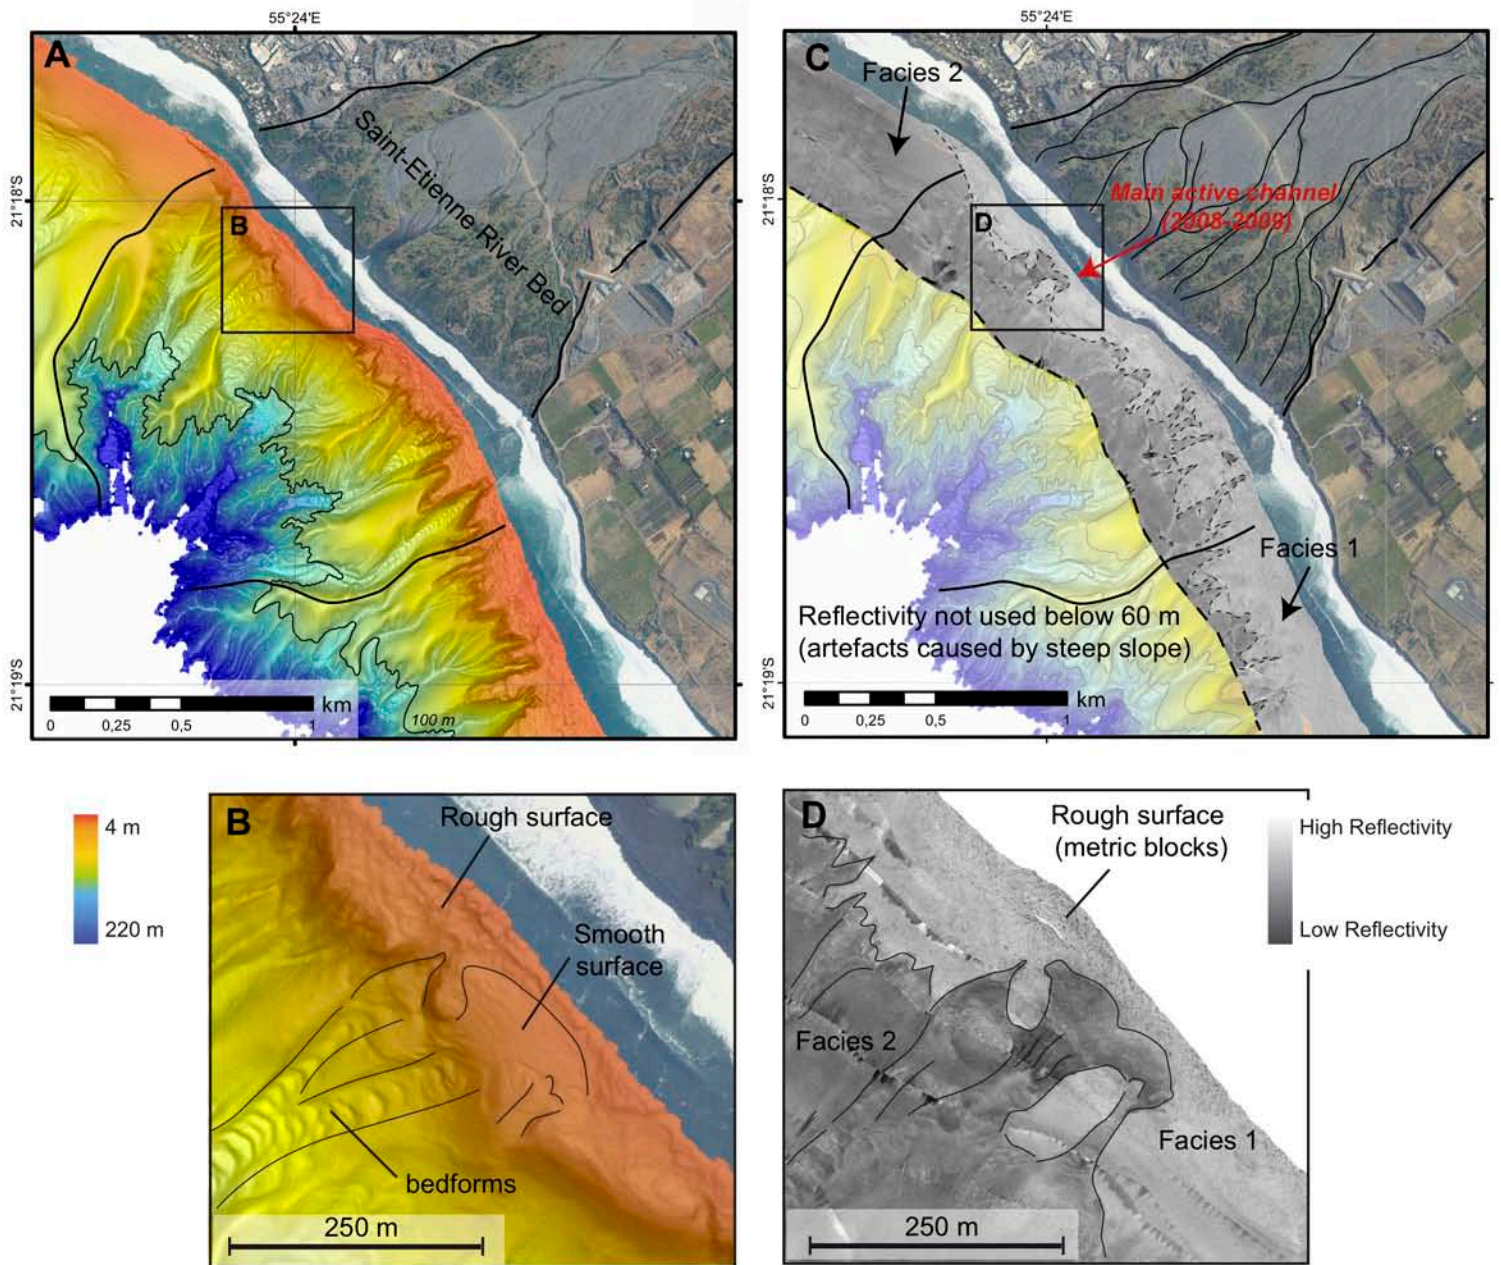 55°24'E
55°24'E
A
C
Facies 2
Saint-Etienne River Bed
21°18'S
21°18'S
Main active channel
(2008-2009)
B
D
Facies 1
Reflectivity not used below 60 m
(artefacts caused by steep slope)
21°19'S
21°19'S
km
0 0,25 0,5 1
100 m
km
0 0,25 0,5 1
B
Rough surface
Smooth
surface
bedforms
250 m
4 m
220 m
D
Rough surface
(metric blocks)
High Reflectivity
Low Reflectivity
Facies 2
Facies 1
250 m